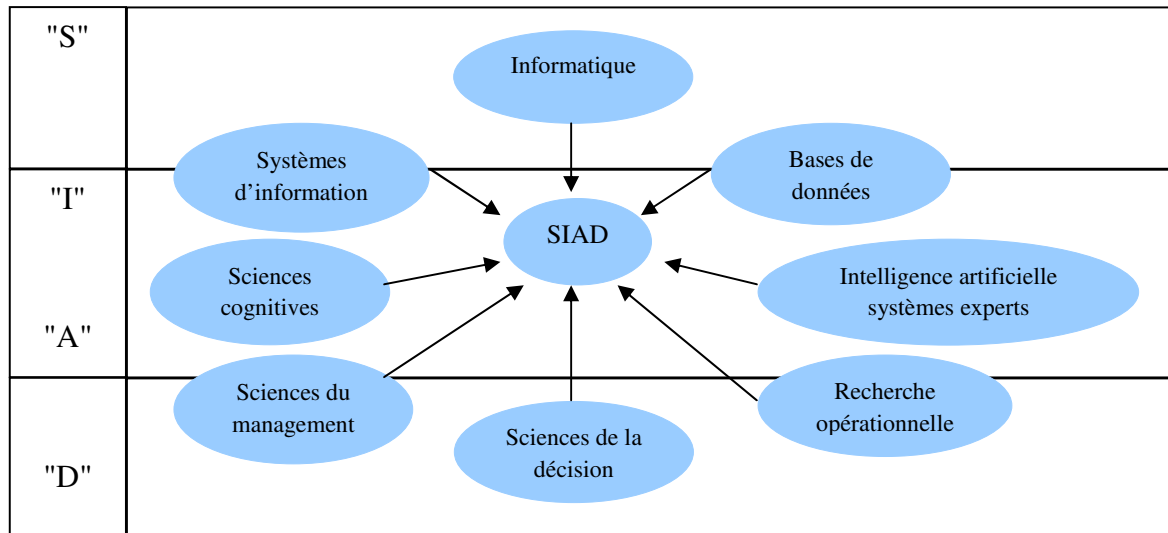 "S"
Informatique
Systèmes
d'information
Bases de
données
"I"
SIAD
Sciences
cognitives
Intelligence artificielle
systèmes experts
"A"
Sciences du
management
Recherche
opérationnelle
Sciences de la
décision
"D"